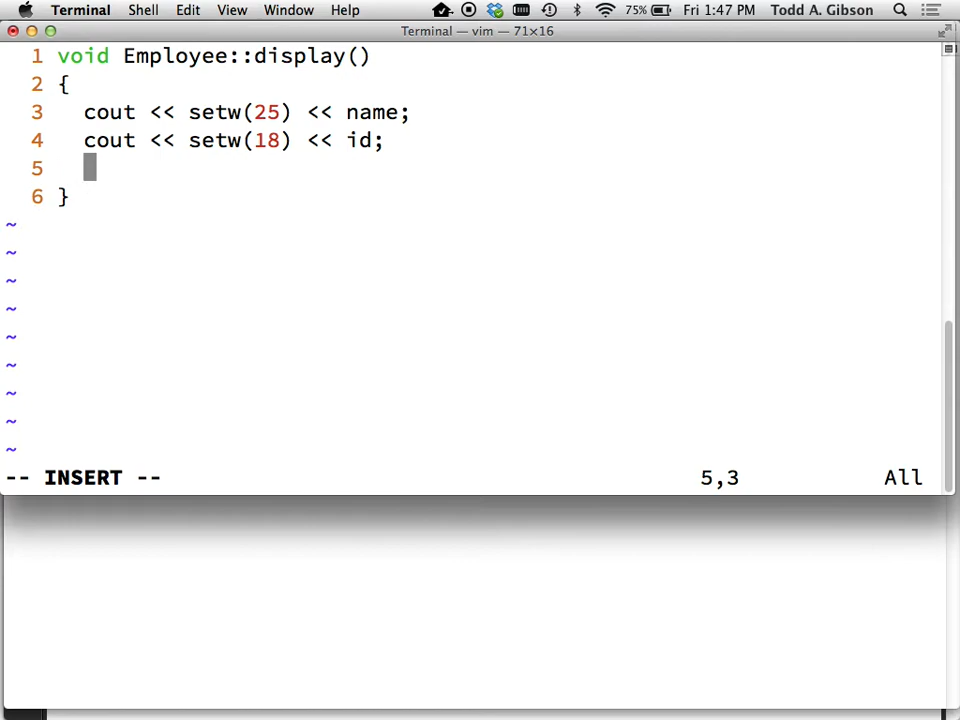 Terminal Shell Edit View Window Help 75% Fri 1:47 PM Todd A. Gibson
Terminal — vim — 71×16
1 void Employee::display()
2 {
3   cout << setw(25) << name;
4   cout << setw(18) << id;
5
6 }
~
~
~
~
~
~
~
~
~
-- INSERT -- 5,3 All